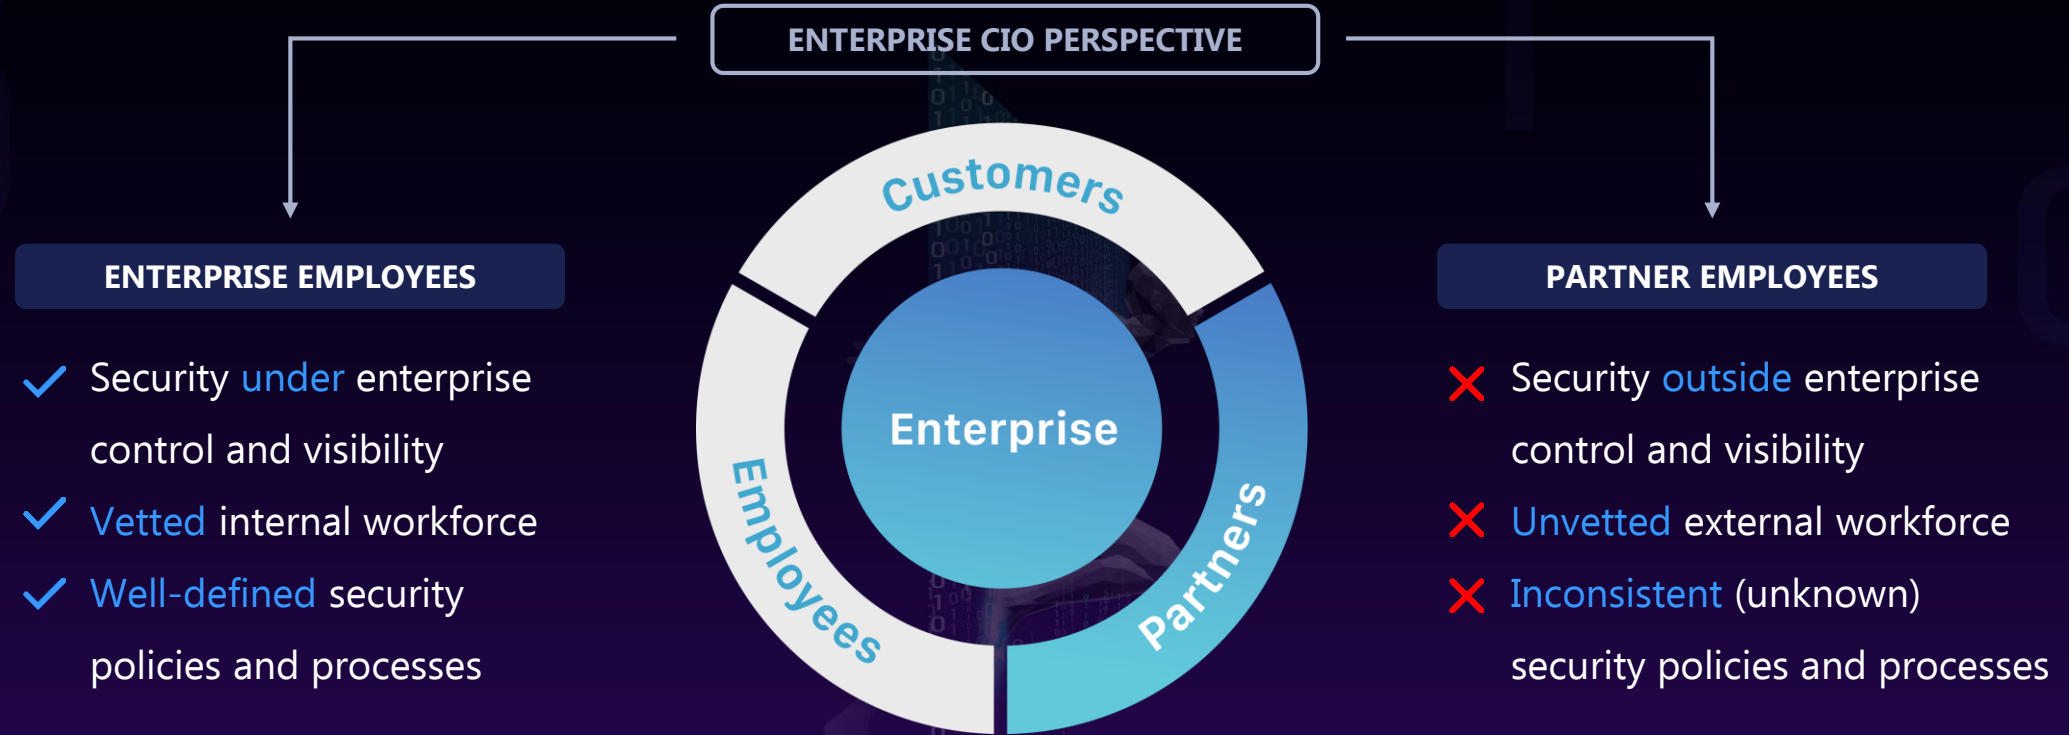 ENTERPRISE CIO PERSPECTIVE
ENTERPRISE EMPLOYEES
Security under enterprise
control and visibility
Vetted internal workforce
Well-defined security
policies and processes
Customers
Enterprise
Employees
Partners
PARTNER EMPLOYEES
Security outside enterprise
control and visibility
Unvetted external workforce
Inconsistent (unknown)
security policies and processes